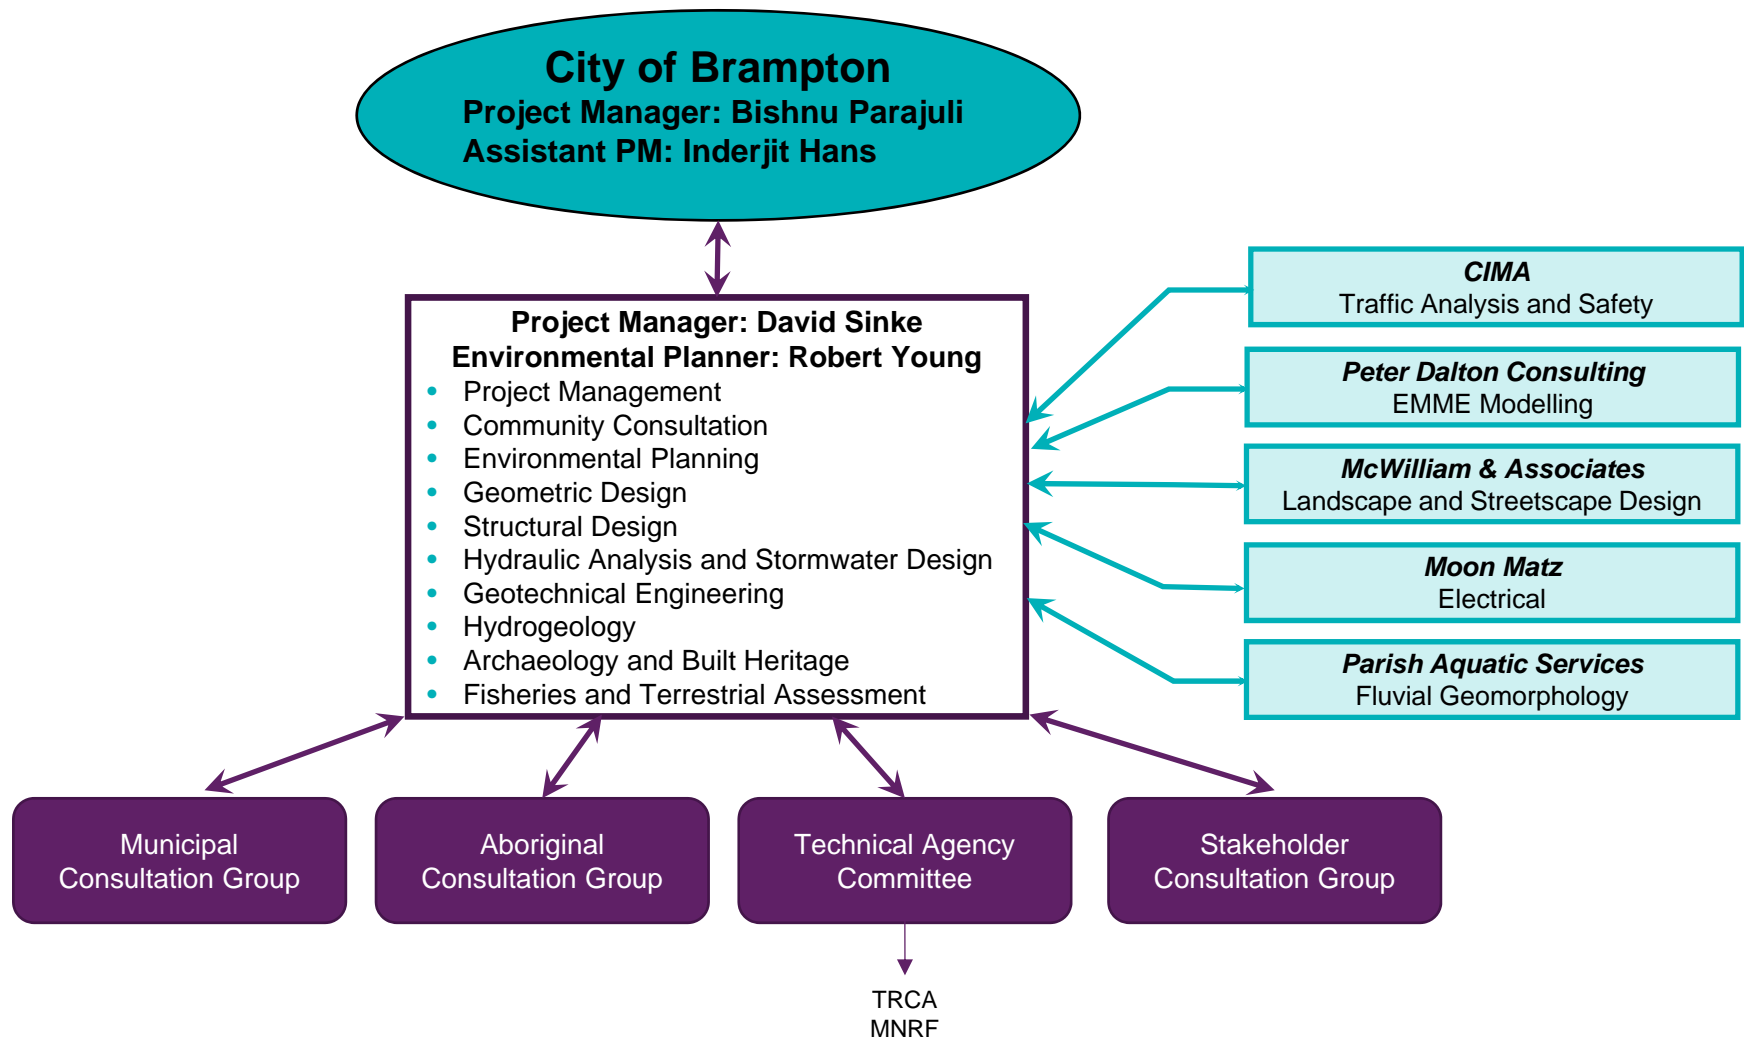 City of Brampton
Project Manager: Bishnu Parajuli
Assistant PM: Inderjit Hans
Project Manager: David Sinke
Environmental Planner: Robert Young
• Project Management
• Community Consultation
• Environmental Planning
• Geometric Design
• Structural Design
• Hydraulic Analysis and Stormwater Design
• Geotechnical Engineering
• Hydrogeology
• Archaeology and Built Heritage
• Fisheries and Terrestrial Assessment
CIMA
Traffic Analysis and Safety
Peter Dalton Consulting
EMME Modelling
McWilliam & Associates
Landscape and Streetscape Design
Moon Matz
Electrical
Parish Aquatic Services
Fluvial Geomorphology
Municipal
Consultation Group
Aboriginal
Consultation Group
Technical Agency
Committee
Stakeholder
Consultation Group
TRCA
MNRF